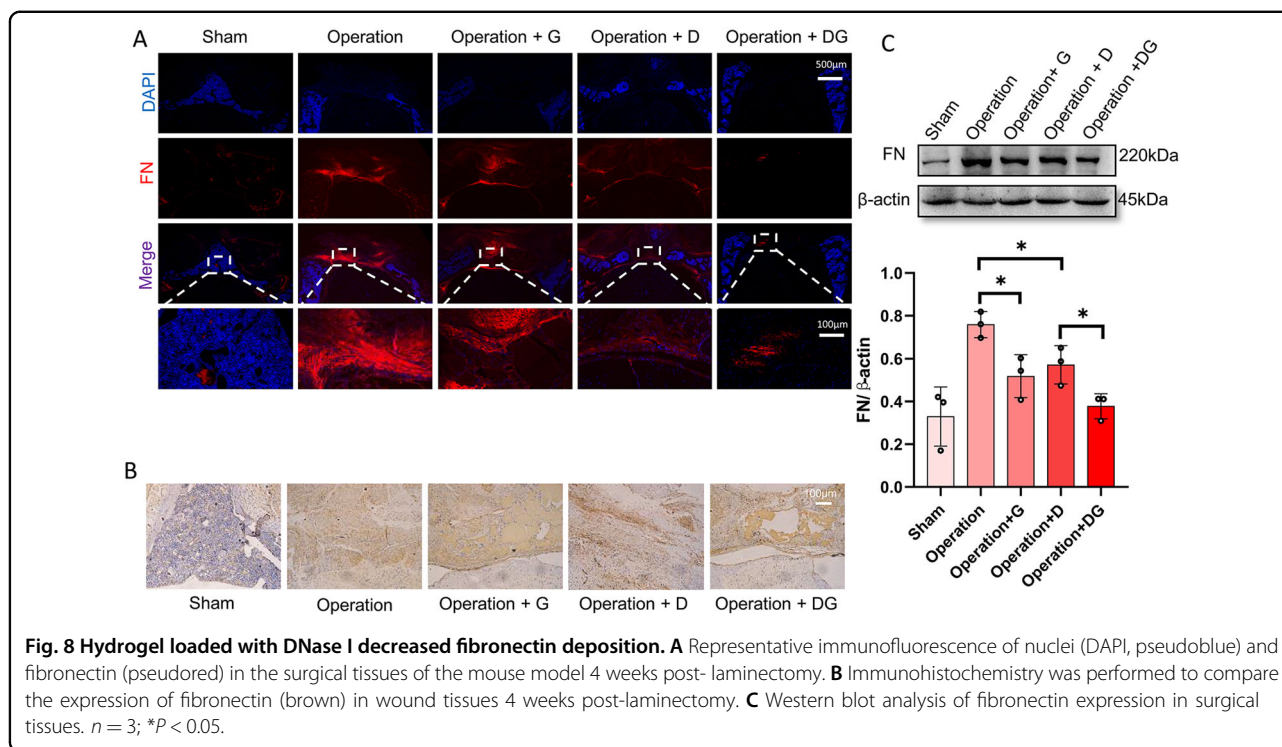 A
Sham
Operation
Operation + G
Operation + D
Operation + DG
DAPI
500μm
FN
Merge
100μm
B
100μm
Sham
Operation
Operation + G
Operation + D
Operation + DG
C
Sham
Operation
Operation+ G
Operation + D
Operation +DG
FN
220kDa
β-actin
45kDa
FN/ β-actin
1.0
0.8
0.6
0.4
0.2
0.0
*
*
*
Sham
Operation
Operation+G
Operation+D
Operation+DG
Fig. 8 Hydrogel loaded with DNase I decreased fibronectin deposition. A Representative immunofluorescence of nuclei (DAPI, pseudoblue) and
fibronectin (pseudored) in the surgical tissues of the mouse model 4 weeks post- laminectomy. B Immunohistochemistry was performed to compare
the expression of fibronectin (brown) in wound tissues 4 weeks post-laminectomy. C Western blot analysis of fibronectin expression in surgical
tissues. n = 3; *P < 0.05.